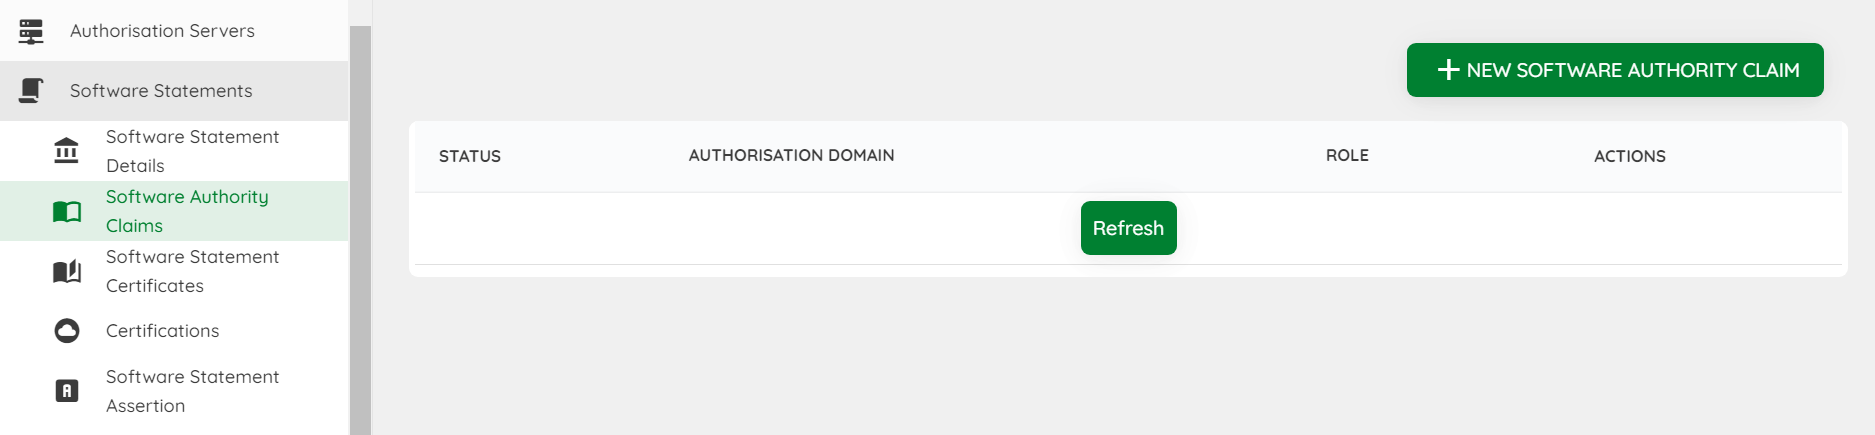 Authorisation Servers
Software Statements
Software Statement
Details
Software Authority
Claims
Software Statement
Certificates
Certifications
A
Software Statement
Assertion
+ NEW SOFTWARE AUTHORITY CLAIM
STATUS AUTHORISATION DOMAIN ROLE ACTIONS
Refresh